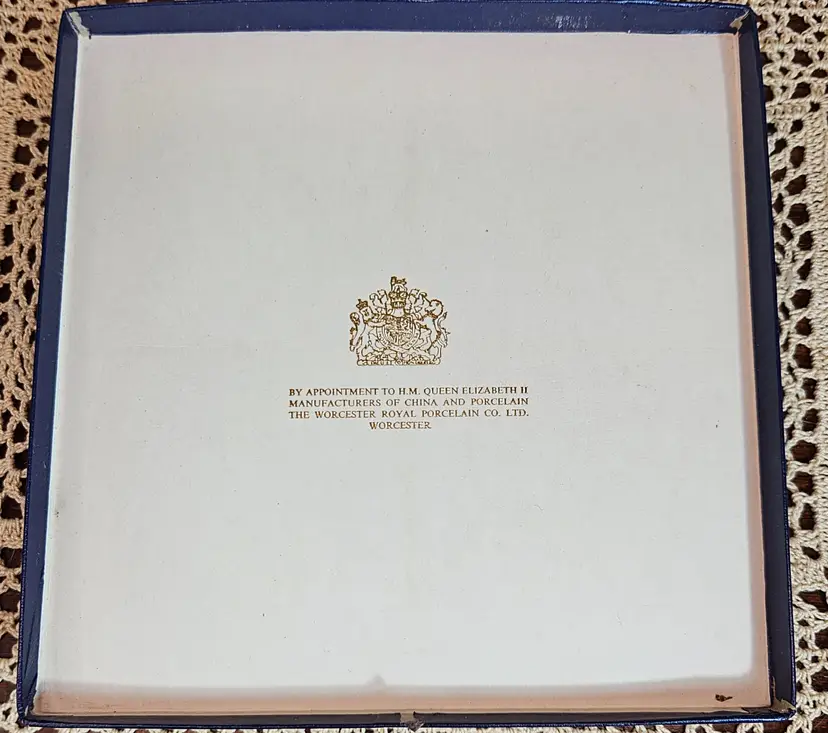 BY APPOINTMENT TO H.M. QUEEN ELIZABETH II
MANUFACTURERS OF CHINA AND PORCELAIN
THE WORCESTER ROYAL PORCELAIN CO. LTD.
WORCESTER